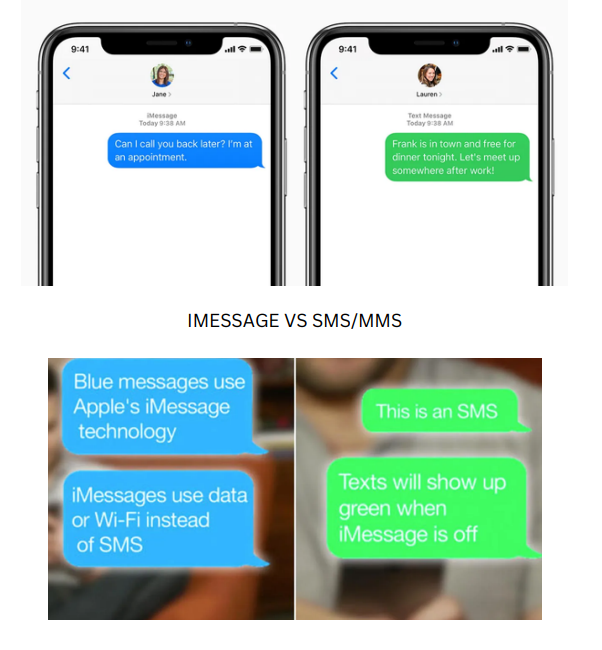 9:41
Jane >
iMessage
Today 9:38 AM
Can I call you back later? I'm at
an appointment.
9:41
Lauren >
Text Message
Today 9:38 AM
Frank is in town and free for
dinner tonight. Let's meet up
somewhere after work!
IMESSAGE VS SMS/MMS
Blue messages use
Apple's iMessage
technology
iMessages use data
or Wi-Fi instead
of SMS
This is an SMS
Texts will show up
green when
iMessage is off